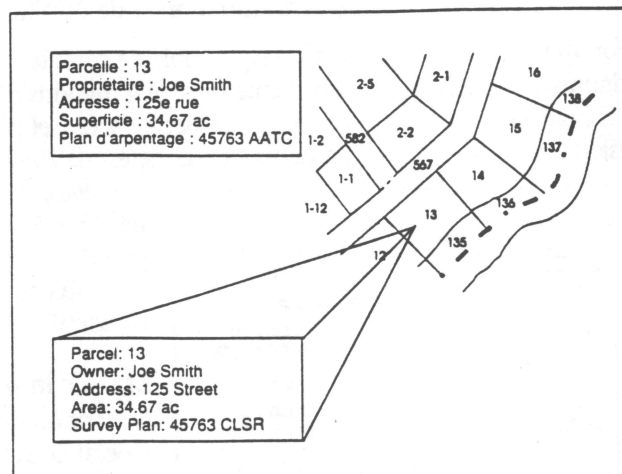 Parcelle : 13
Propriétaire : Joe Smith
Adresse : 125e rue
Superficie : 34.67 ac
Plan d'arpentage : 45763 AATC
16
2-1
2-5
138
15
1-2
582
2-2
137
567
14
1-1
136
1-12
13
135
12
Parcel: 13
Owner: Joe Smith
Address: 125 Street
Area: 34.67 ac
Survey Plan: 45763 CLSR